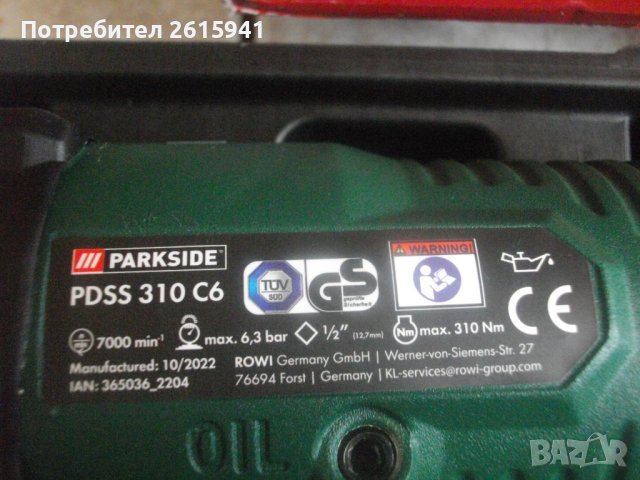 Потребител 2615941
PARKSIDE®
PDSS 310 C6
TÜV
SÜD
GS
geprüfte
Sicherheit
WARNING!
CE
7000 min⁻¹
max. 6,3 bar
½" (12,7mm)
Nm
max. 310 Nm
Manufactured: 10/2022
ROWI Germany GmbH | Werner-von-Siemens-Str. 27
IAN: 365036_2204
76694 Forst | Germany | KL-services@rowi-group.com
OIL
BAZAR